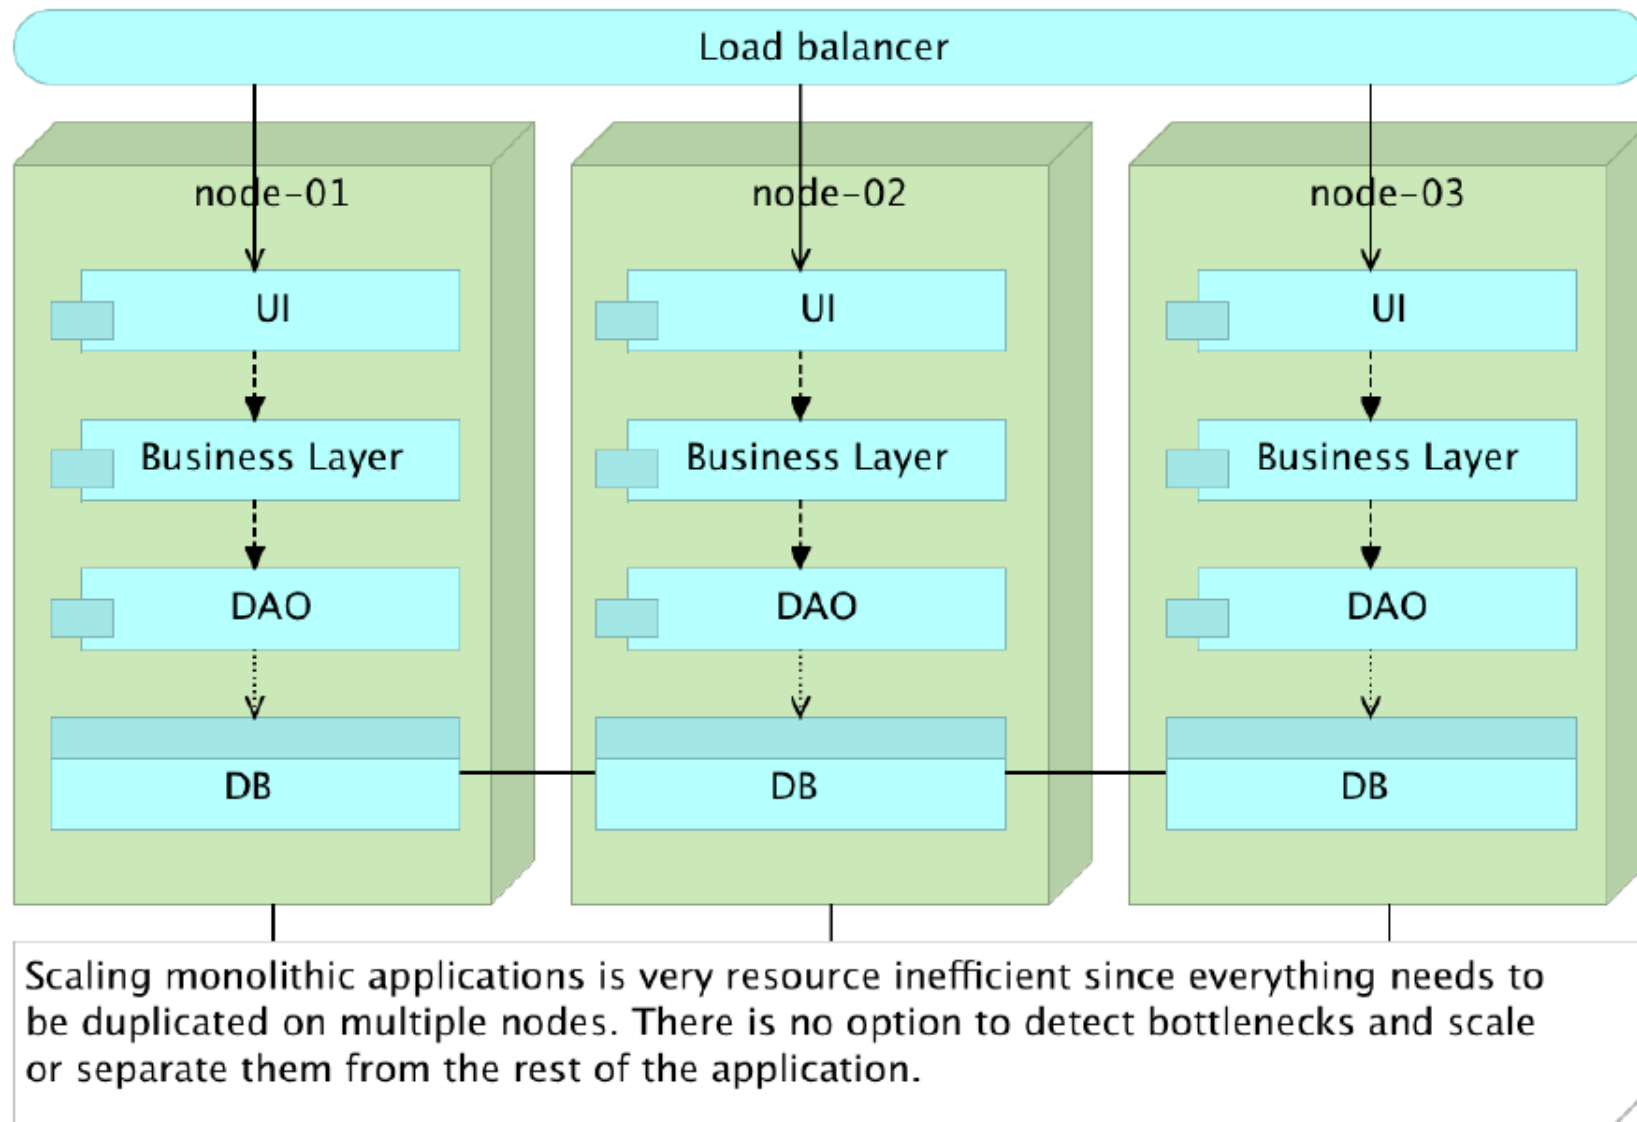 Load balancer
node-01
node-02
node-03
UI
UI
UI
Business Layer
Business Layer
Business Layer
DAO
DAO
DAO
DB
DB
DB
Scaling monolithic applications is very resource inefficient since everything needs to
be duplicated on multiple nodes. There is no option to detect bottlenecks and scale
or separate them from the rest of the application.